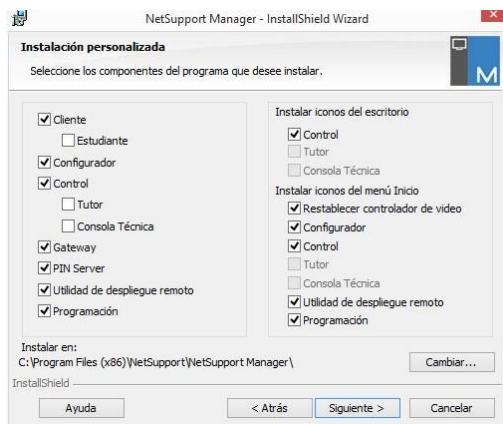 NetSupport Manager - InstallShield Wizard
Instalación personalizada
Seleccione los componentes del programa que desee instalar.
M
Cliente
Estudiante
Configurador
Control
Tutor
Consola Técnica
Gateway
PIN Server
Utilidad de despliegue remoto
Programación
Instalar iconos del escritorio
Control
Tutor
Consola Técnica
Instalar iconos del menú Inicio
Restablecer controlador de video
Configurador
Control
Tutor
Consola Técnica
Utilidad de despliegue remoto
Programación
Instalar en:
C:\Program Files (x86)\NetSupport\NetSupport Manager\
Cambiar...
InstallShield
Ayuda
< Atrás
Siguiente >
Cancelar